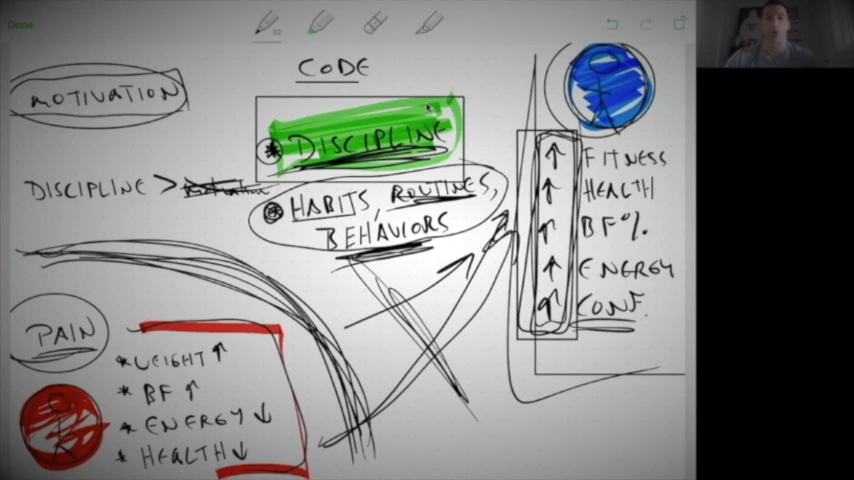 Done
CODE
MOTIVATION
DISCIPLINE
DISCIPLINE >
HABITS, ROUTINES,
BEHAVIORS
PAIN
* WEIGHT ↑
* BF ↑
* ENERGY ↓
* HEALTH ↓
↑ FITNESS
↑ HEALTH
↑ BF%.
↑ ENERGY
↑ CONF.